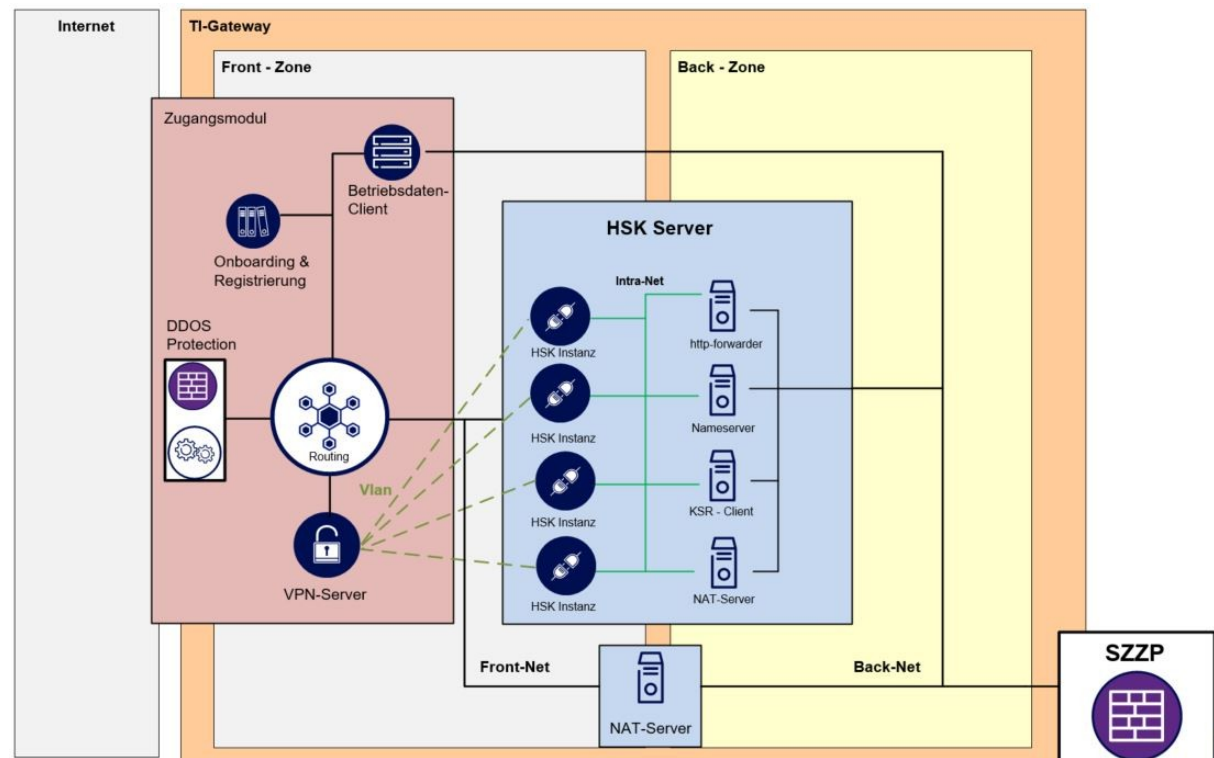 Internet
TI-Gateway
Front - Zone
Back - Zone
Zugangsmodul
Betriebsdaten-
Client
Onboarding &
Registrierung
DDOS
Protection
Routing
Vlan
VPN-Server
HSK Server
Intra-Net
HSK Instanz
http-forwarder
HSK Instanz
Nameserver
HSK Instanz
KSR - Client
HSK Instanz
NAT-Server
Front-Net
Back-Net
NAT-Server
SZZP